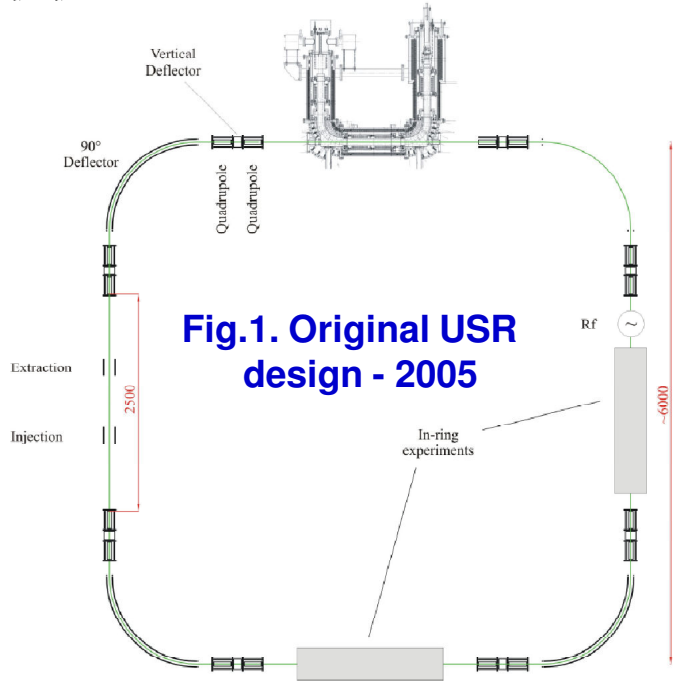 Vertical
Deflector
90°
Deflector
Quadrupole
Quadrupole
Fig.1. Original USR
design - 2005
Rf
~
Extraction
2500
Injection
In-ring
experiments
~6000